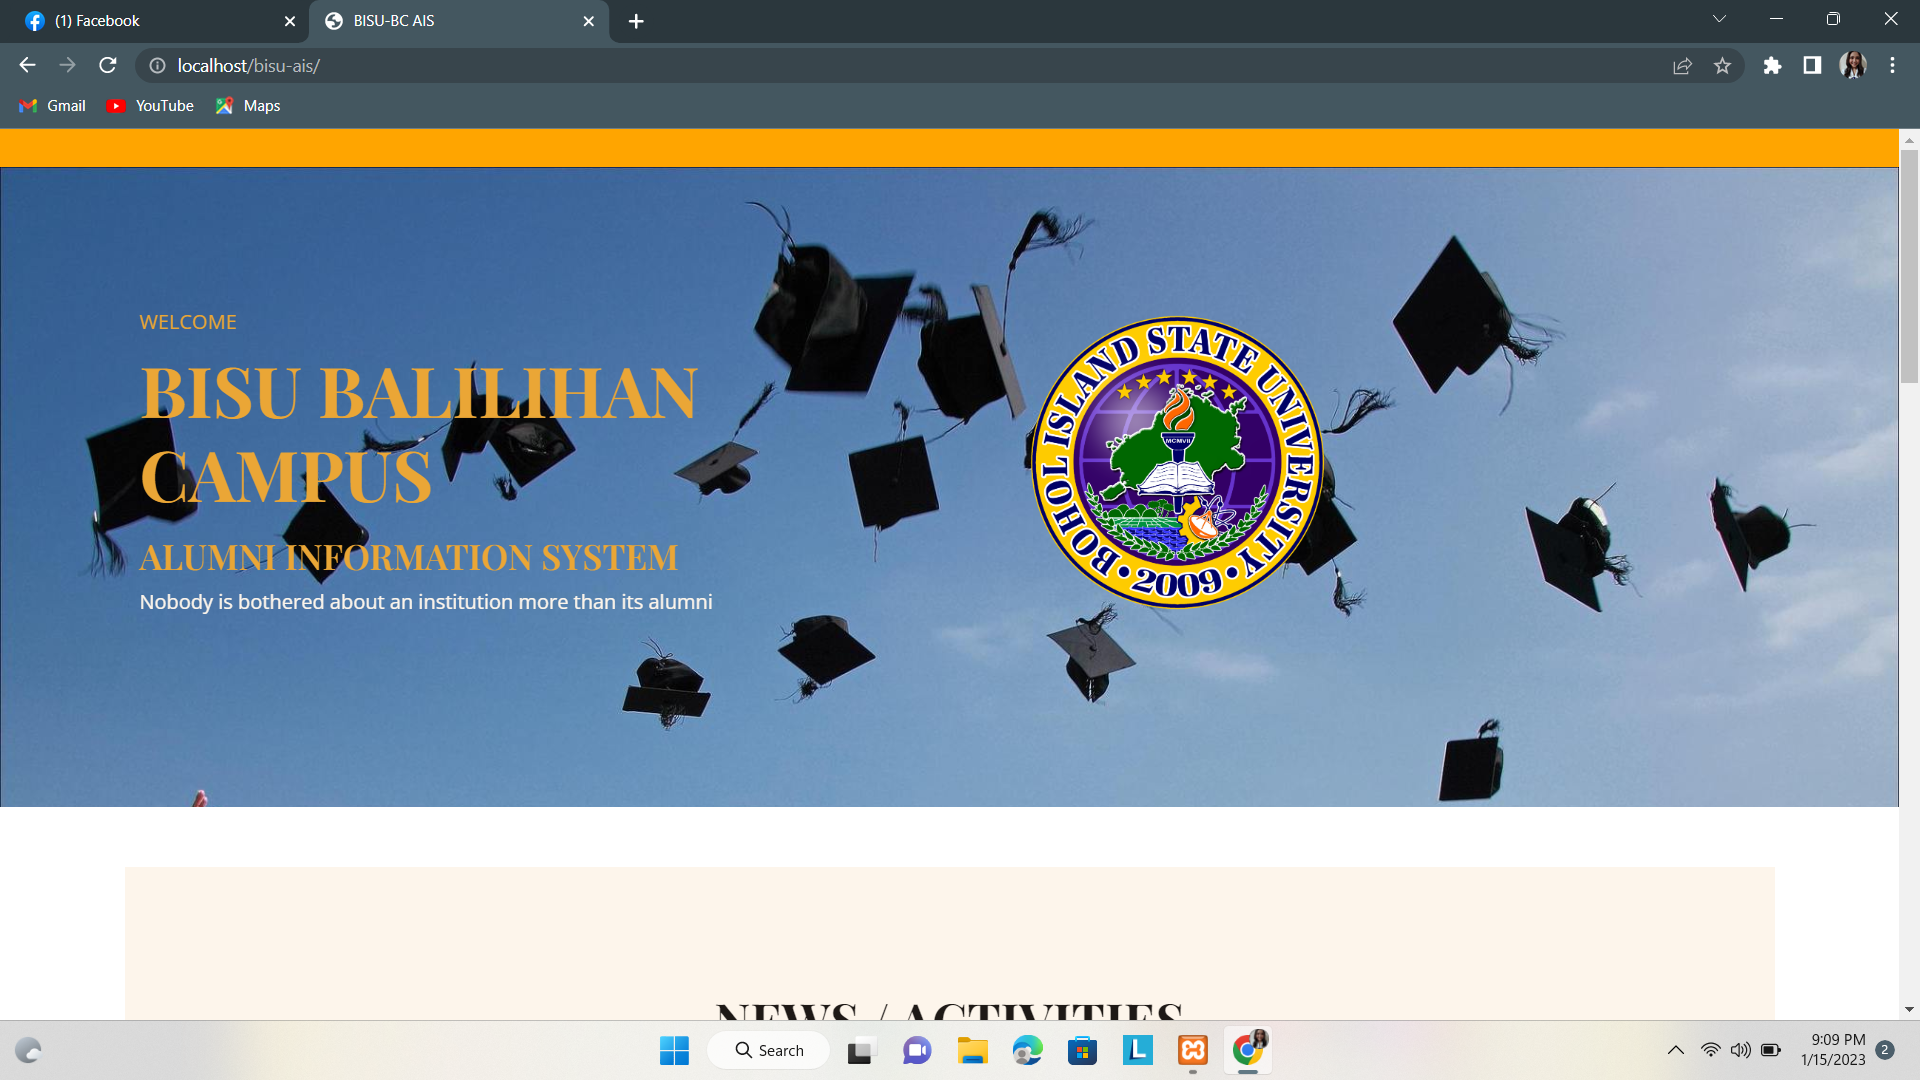 (1) Facebook
BISU-BC AIS
localhost/bisu-ais/
Gmail
YouTube
Maps
WELCOME
BISU BALILIHAN
CAMPUS
ALUMNI INFORMATION SYSTEM
Nobody is bothered about an institution more than its alumni
BOHOL ISLAND STATE UNIVERSITY
MCMVII
• 2009 •
NEWS / ACTIVITIES
Search
L
9:09 PM
1/15/2023
2